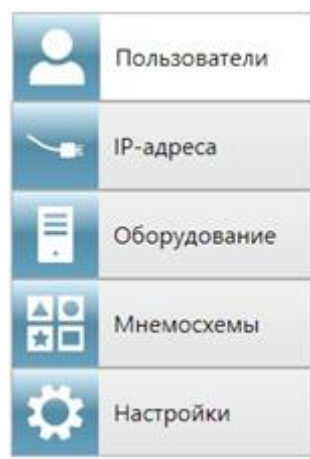 Пользователи
IP-адреса
Оборудование
Мнемосхемы
Настройки